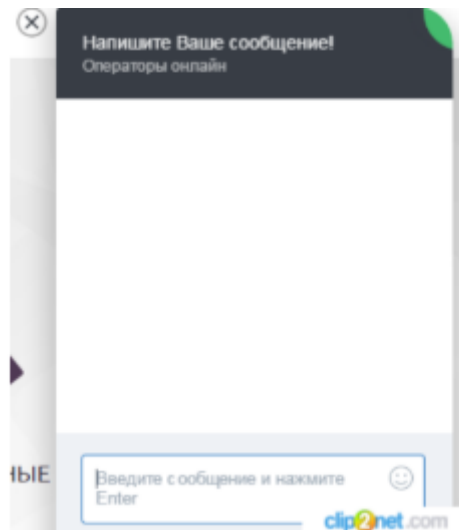 Напишите Ваше сообщение!
Операторы онлайн
НЫЕ
Введите сообщение и нажмите
Enter
clip2net.com